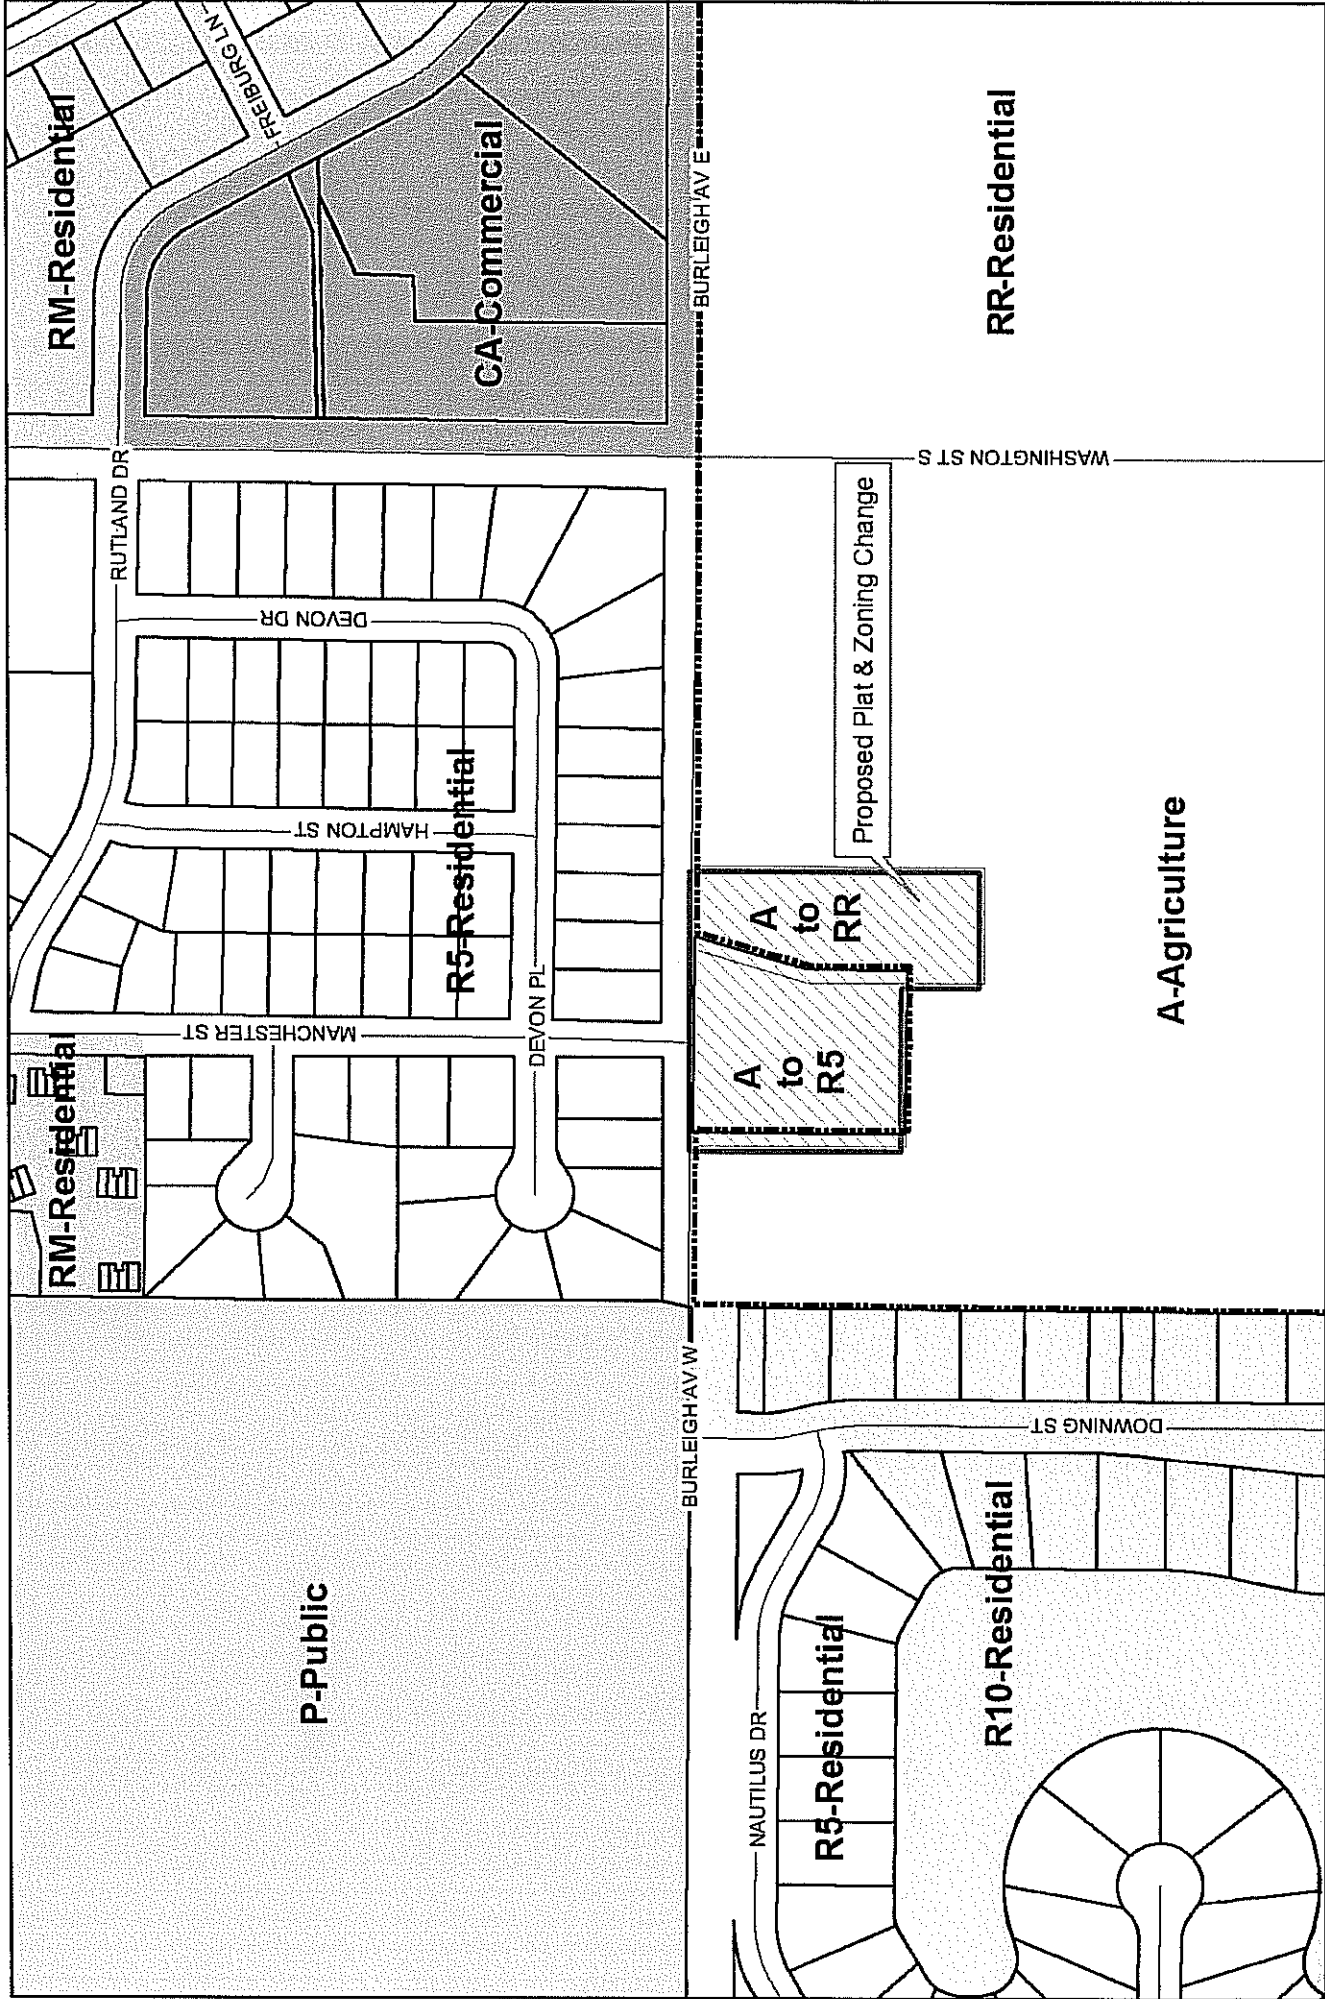 RM-Residential
RUTLAND DR
FREIBURG LN
RM-Residential
MANCHESTER ST
HAMPTON ST
DEVON DR
P-Public
R5-Residential
CA-Commercial
DEVON PL
BURLEIGH AV W
BURLEIGH AV E
NAUTILUS DR
A
to
R5
A
to
RR
Proposed Plat & Zoning Change
R5-Residential
DOWNING ST
WASHINGTON ST S
R10-Residential
RR-Residential
A-Agriculture